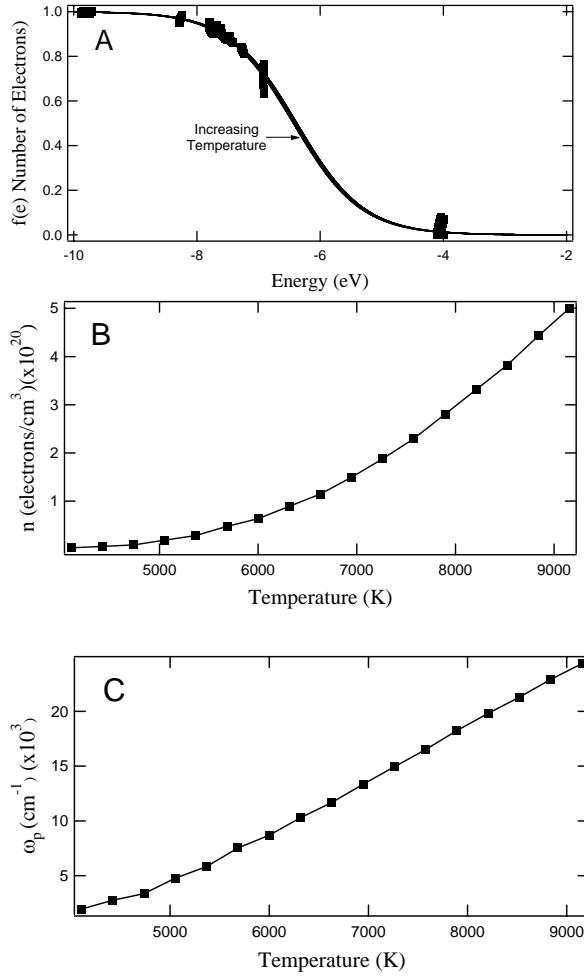 A
f(e) Number of Electrons
1.0
0.8
0.6
0.4
0.2
0.0
Increasing
Temperature
-10
-8
-6
-4
-2
Energy (eV)
B
n (electrons/cm³)(x10²⁰)
5
4
3
2
1
5000
6000
7000
8000
9000
Temperature (K)
C
ωₚ (cm⁻¹) (x10³)
20
15
10
5
5000
6000
7000
8000
9000
Temperature (K)